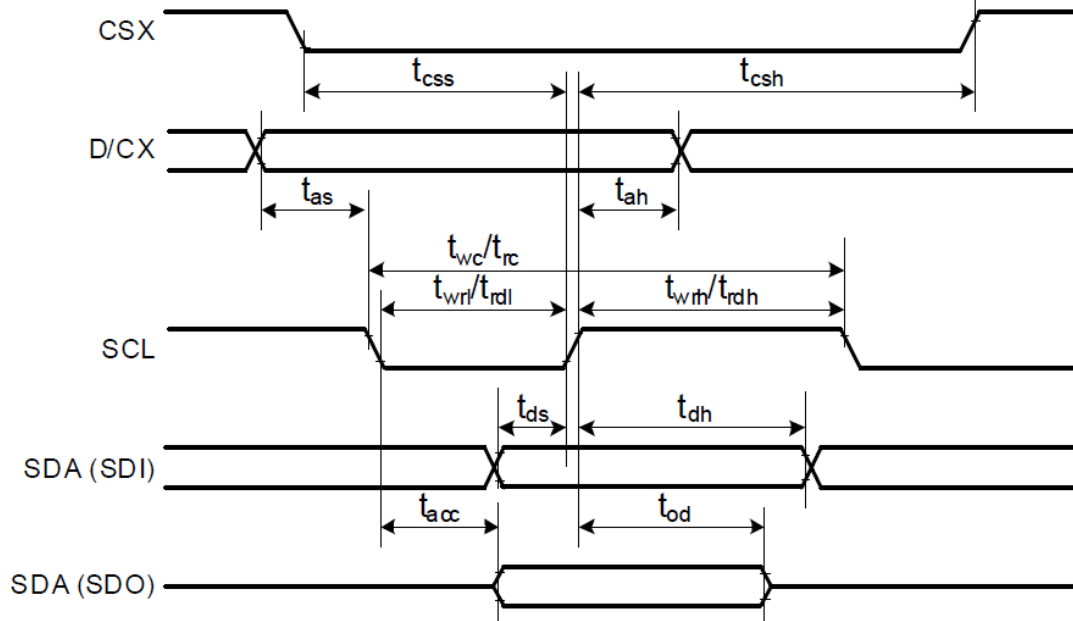 CSX
tcss tcsh
D/CX
tas tah
twc/trc
twrl/trdl twrh/trdh
SCL
tds tdh
SDA (SDI)
tacc tod
SDA (SDO)